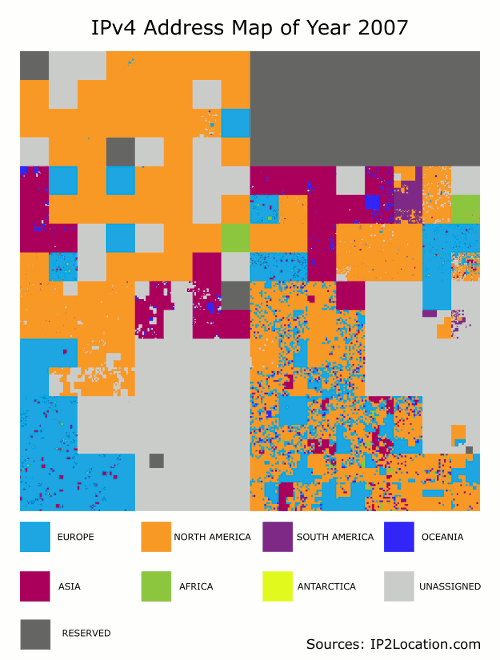 IPv4 Address Map of Year 2007
EUROPE
NORTH AMERICA
SOUTH AMERICA
OCEANIA
ASIA
AFRICA
ANTARCTICA
UNASSIGNED
RESERVED
Sources: IP2Location.com